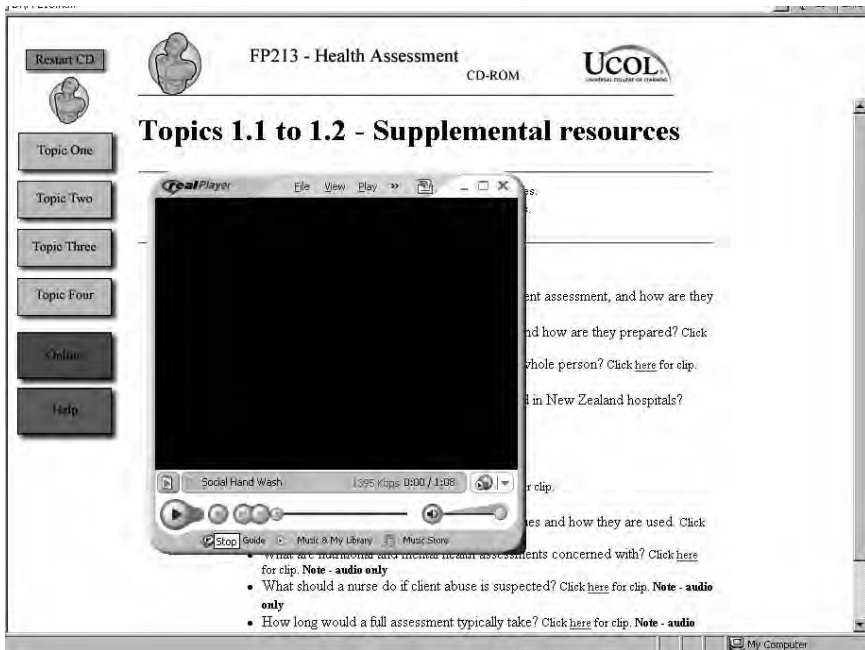 Restart CD
FP213 - Health Assessment
CD-ROM
UCOL
UNIVERSAL COLLEGE OF LEARNING
Topics 1.1 to 1.2 - Supplemental resources
Topic One
Topic Two
Topic Three
Topic Four
Online
Help
realPlayer
File View Play »
ent assessment, and how are they
nd how are they prepared? Click
whole person? Click here for clip.
d in New Zealand hospitals?
Social Hand Wash 1395 Kbps 0:00 / 1:08
r clip.
es and how they are used. Click
Stop Guide Music & My Library Music Store
• What are nutritional and mental health assessments concerned with? Click here
for clip. Note - audio only
• What should a nurse do if client abuse is suspected? Click here for clip. Note - audio
only
• How long would a full assessment typically take? Click here for clip. Note - audio
My Computer